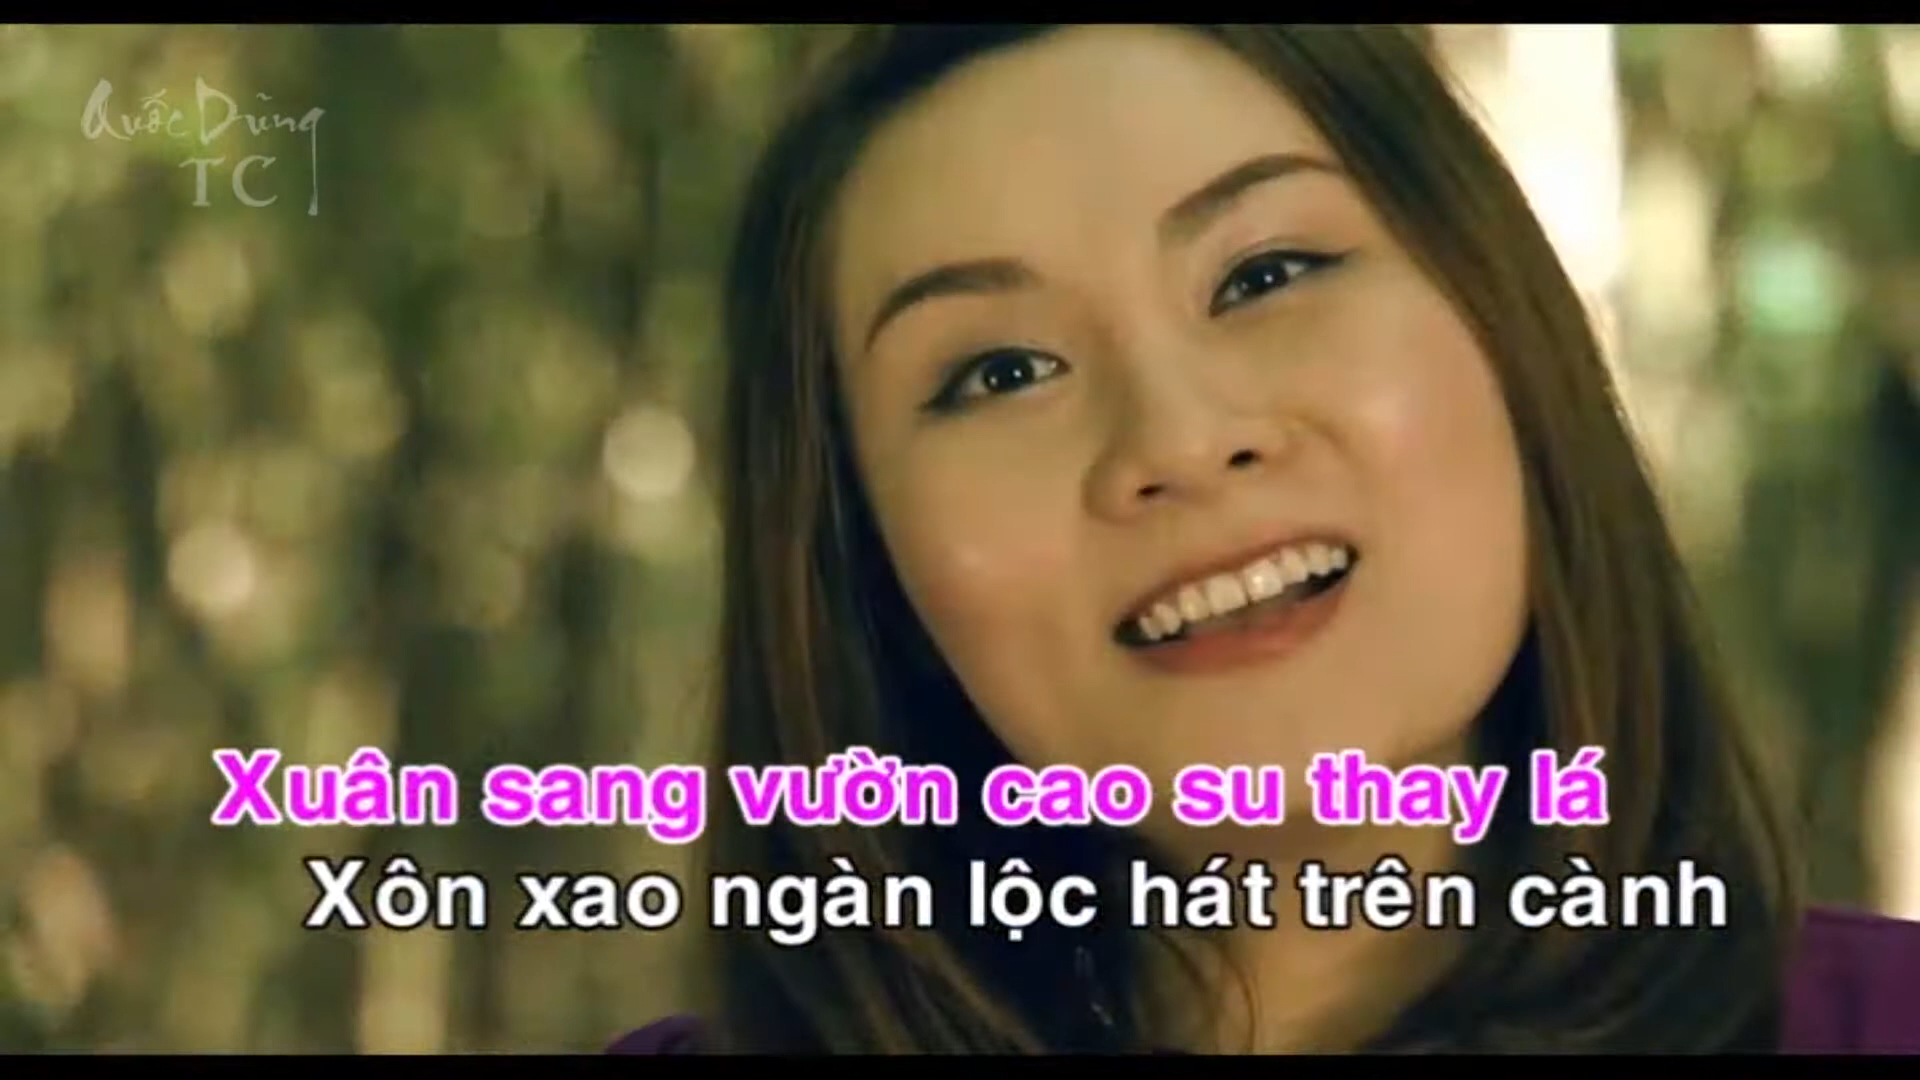 Quốc Dũng
TC
Xuân sang vườn cao su thay lá
Xôn xao ngàn lộc hát trên cành